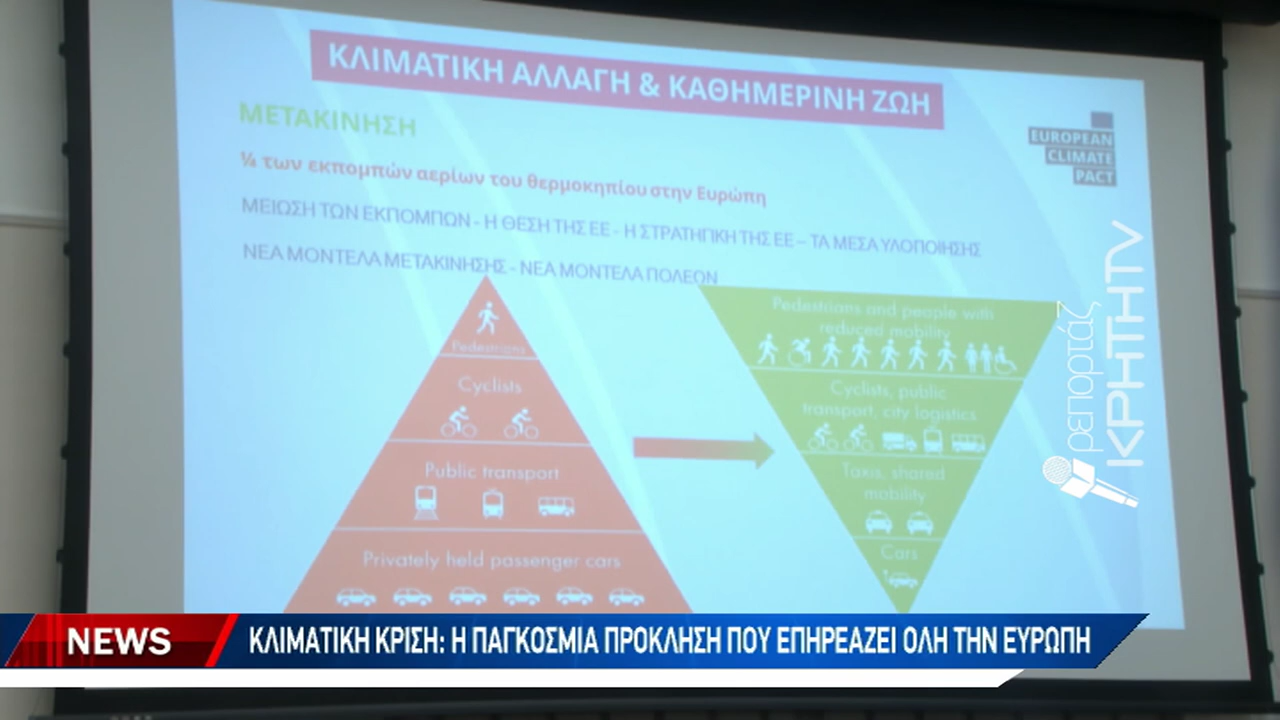 ΚΛΙΜΑΤΙΚΗ ΑΛΛΑΓΗ & ΚΑΘΗΜΕΡΙΝΗ ΖΩΗ
ΜΕΤΑΚΙΝΗΣΗ
EUROPEAN
CLIMATE
PACT
¼ των εκπομπών αερίων του θερμοκηπίου στην Ευρώπη
ΜΕΙΩΣΗ ΤΩΝ ΕΚΠΟΜΠΩΝ - Η ΘΕΣΗ ΤΗΣ ΕΕ - Η ΣΤΡΑΤΗΓΙΚΗ ΤΗΣ ΕΕ – ΤΑ ΜΕΣΑ ΥΛΟΠΟΙΗΣΗΣ
ΝΕΑ ΜΟΝΤΕΛΑ ΜΕΤΑΚΙΝΗΣΗΣ - ΝΕΑ ΜΟΝΤΕΛΑ ΠΟΛΕΩΝ
Pedestrians
Cyclists
Public transport
Privately held passenger cars
Pedestrians and people with
reduced mobility
Cyclists, public
transport, city logistics
Taxis, shared
mobility
Cars
ρεπορτάζ
ΚΡΗΤΗTV
NEWS
ΚΛΙΜΑΤΙΚΗ ΚΡΙΣΗ: Η ΠΑΓΚΟΣΜΙΑ ΠΡΟΚΛΗΣΗ ΠΟΥ ΕΠΗΡΕΑΖΕΙ ΟΛΗ ΤΗΝ ΕΥΡΩΠΗ